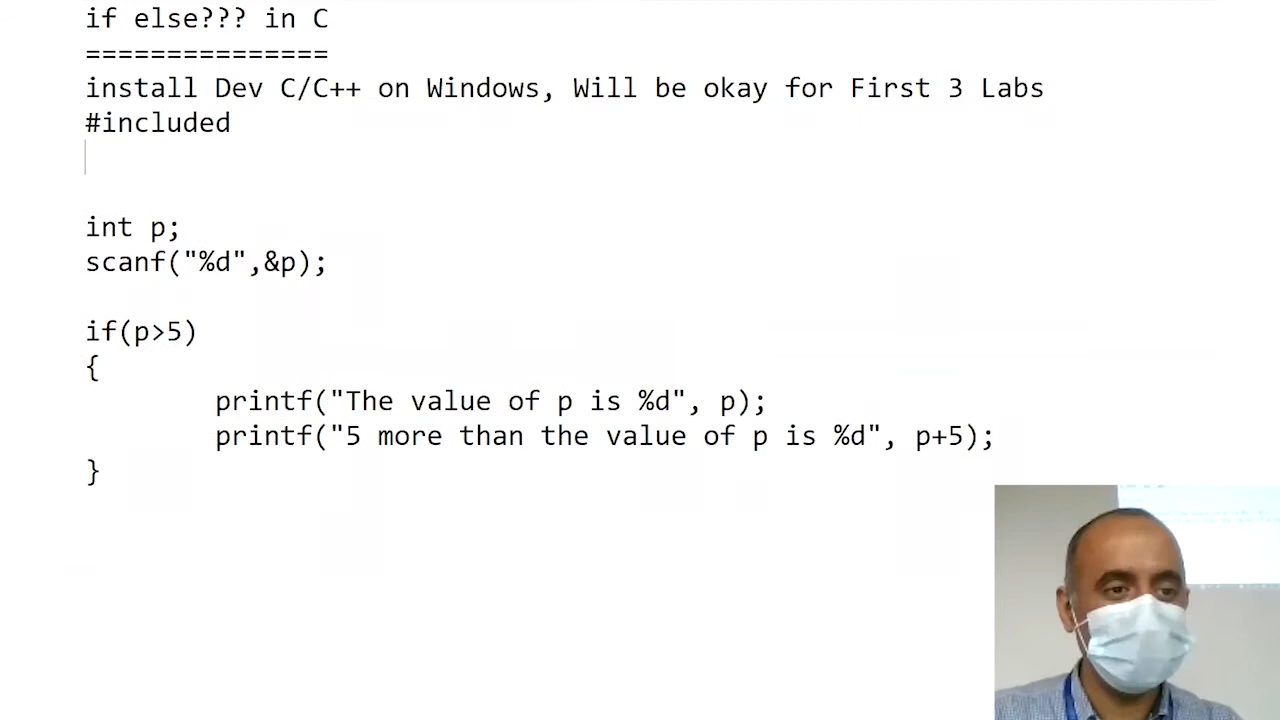 if else??? in C
===============
install Dev C/C++ on Windows, Will be okay for First 3 Labs
#included
int p;
scanf("%d",&p);
if(p>5)
{
printf("The value of p is %d", p);
printf("5 more than the value of p is %d", p+5);
}